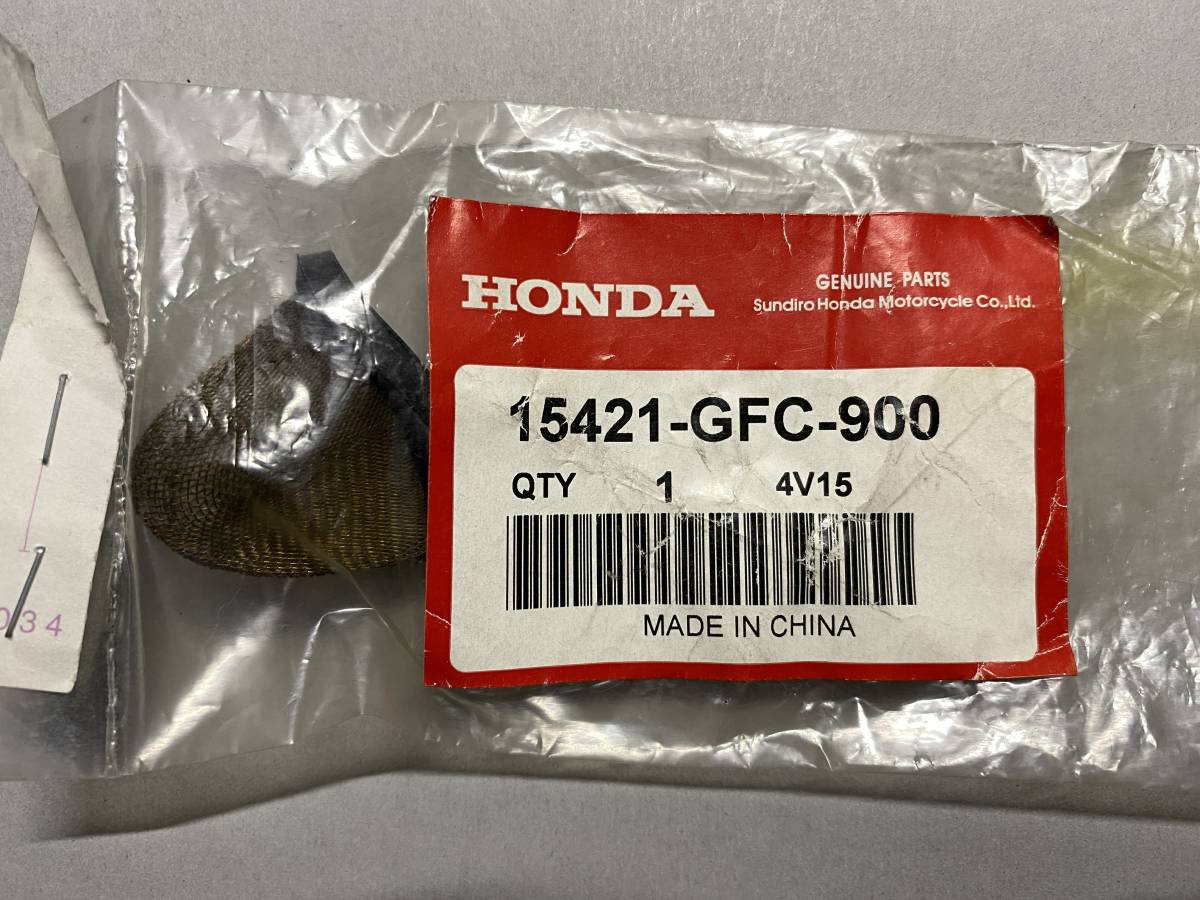 HONDA
GENUINE PARTS
Sundiro Honda Motorcycle Co.,Ltd.
15421-GFC-900
QTY 1 4V15
MADE IN CHINA
034